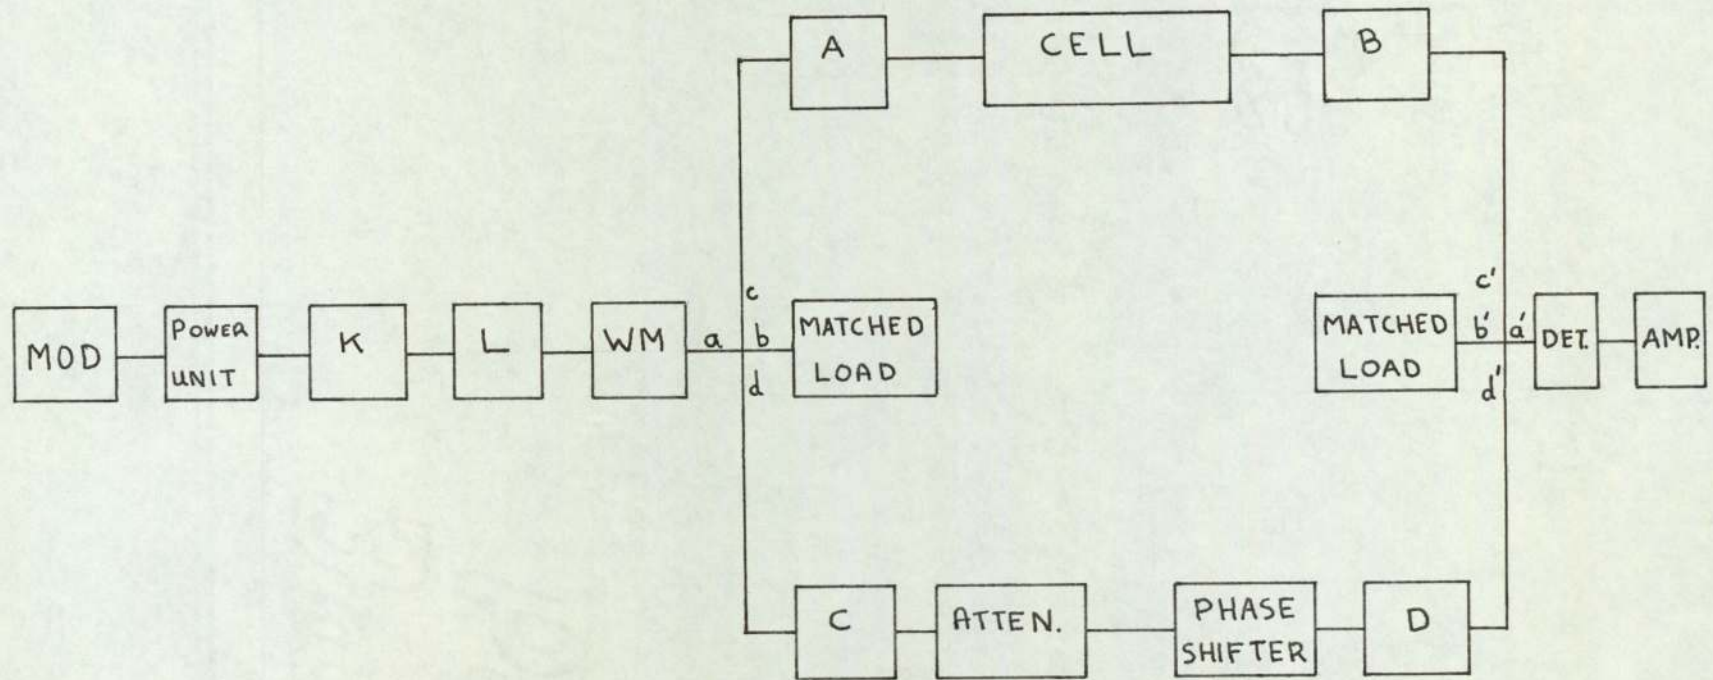 A
CELL
B
c
c'
MOD
POWER
UNIT
K
L
WM
a
b
MATCHED
LOAD
MATCHED
LOAD
b'
a'
DET.
AMP.
d
d'
C
ATTEN.
PHASE
SHIFTER
D